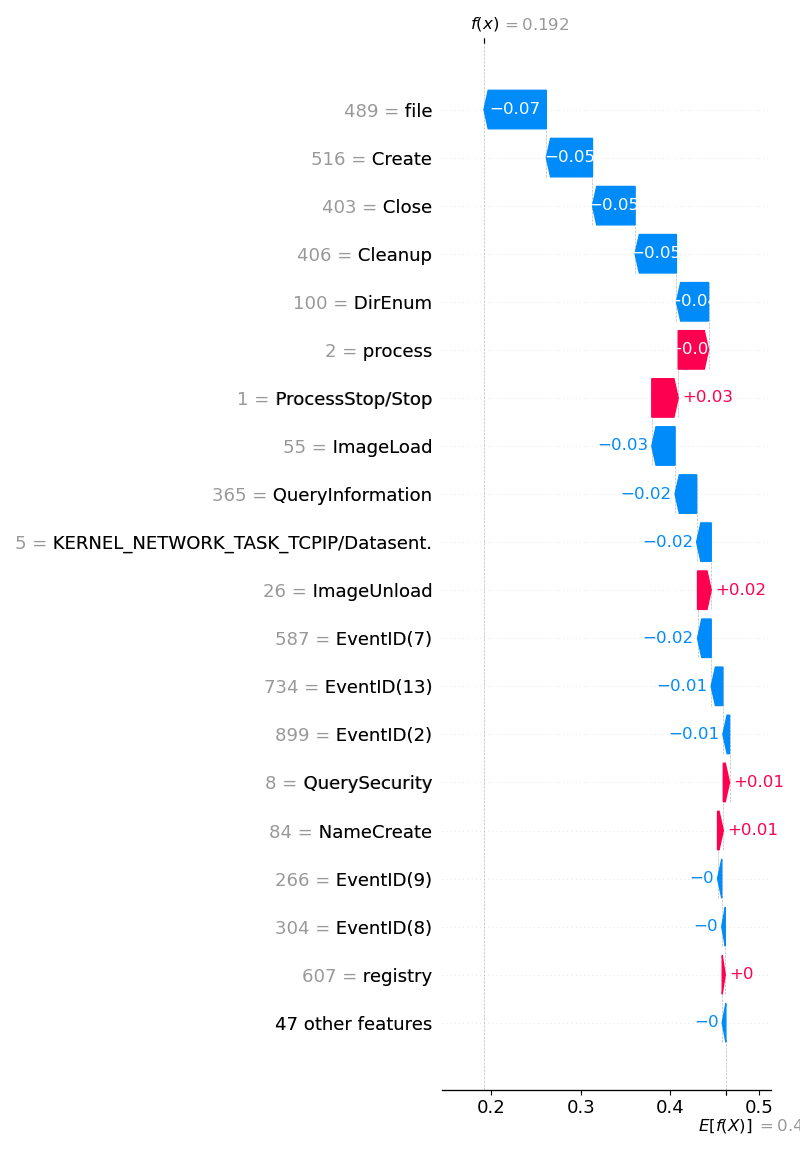 f(x) = 0.192
489 = file −0.07
516 = Create −0.05
403 = Close −0.05
406 = Cleanup −0.05
100 = DirEnum
2 = process
1 = ProcessStop/Stop +0.03
55 = ImageLoad −0.03
365 = QueryInformation −0.02
5 = KERNEL_NETWORK_TASK_TCPIP/Datasent. −0.02
26 = ImageUnload +0.02
587 = EventID(7) −0.02
734 = EventID(13) −0.01
899 = EventID(2) −0.01
8 = QuerySecurity +0.01
84 = NameCreate +0.01
266 = EventID(9) −0
304 = EventID(8) −0
607 = registry +0
47 other features −0
0.2 0.3 0.4 0.5
E[f(X)] = 0.4